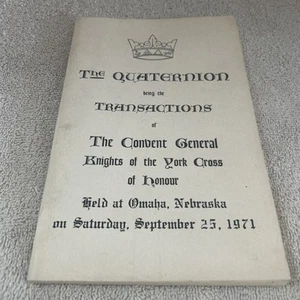 The Quaternion
being the
Transactions
of
The Convent General
Knights of the York Cross
of Honour
Held at Omaha, Nebraska
on Saturday, September 25, 1971